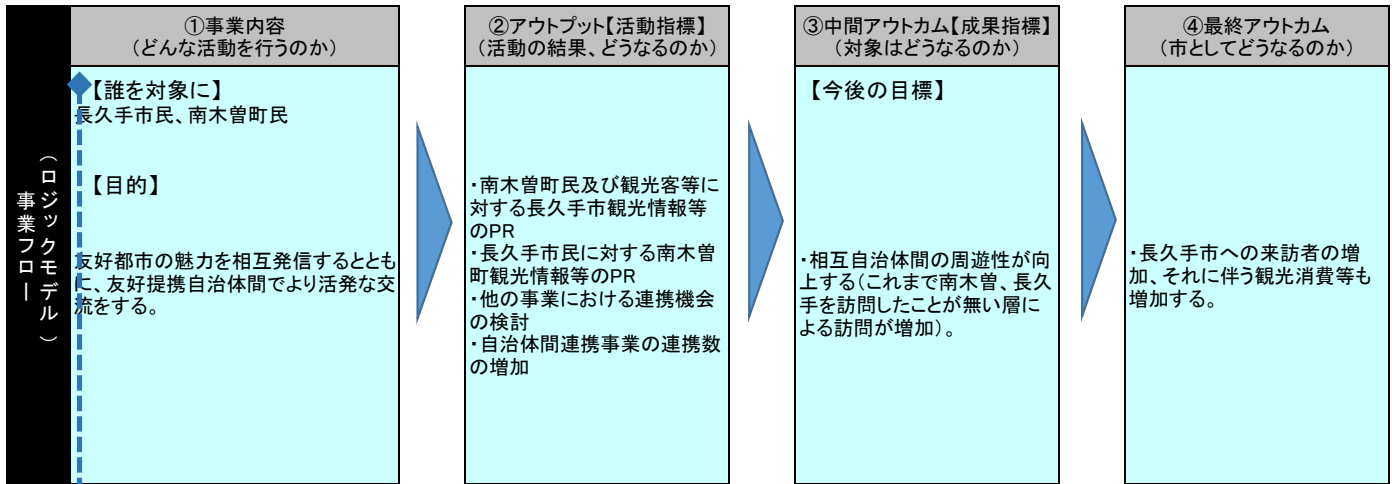 事業フロー
（ロジックモデル）
①事業内容
（どんな活動を行うのか）
【誰を対象に】
長久手市民、南木曽町民
【目的】
友好都市の魅力を相互発信するととも
に、友好提携自治体間でより活発な交
流をする。
②アウトプット【活動指標】
（活動の結果、どうなるのか）
・南木曽町民及び観光客等に
対する長久手市観光情報等
のPR
・長久手市民に対する南木曽
町観光情報等のPR
・他の事業における連携機会
の検討
・自治体間連携事業の連携数
の増加
③中間アウトカム【成果指標】
（対象はどうなるのか）
【今後の目標】
・相互自治体間の周遊性が向
上する(これまで南木曽、長久
手を訪問したことが無い層に
よる訪問が増加)。
④最終アウトカム
（市としてどうなるのか）
・長久手市への来訪者の増
加、それに伴う観光消費等も
増加する。